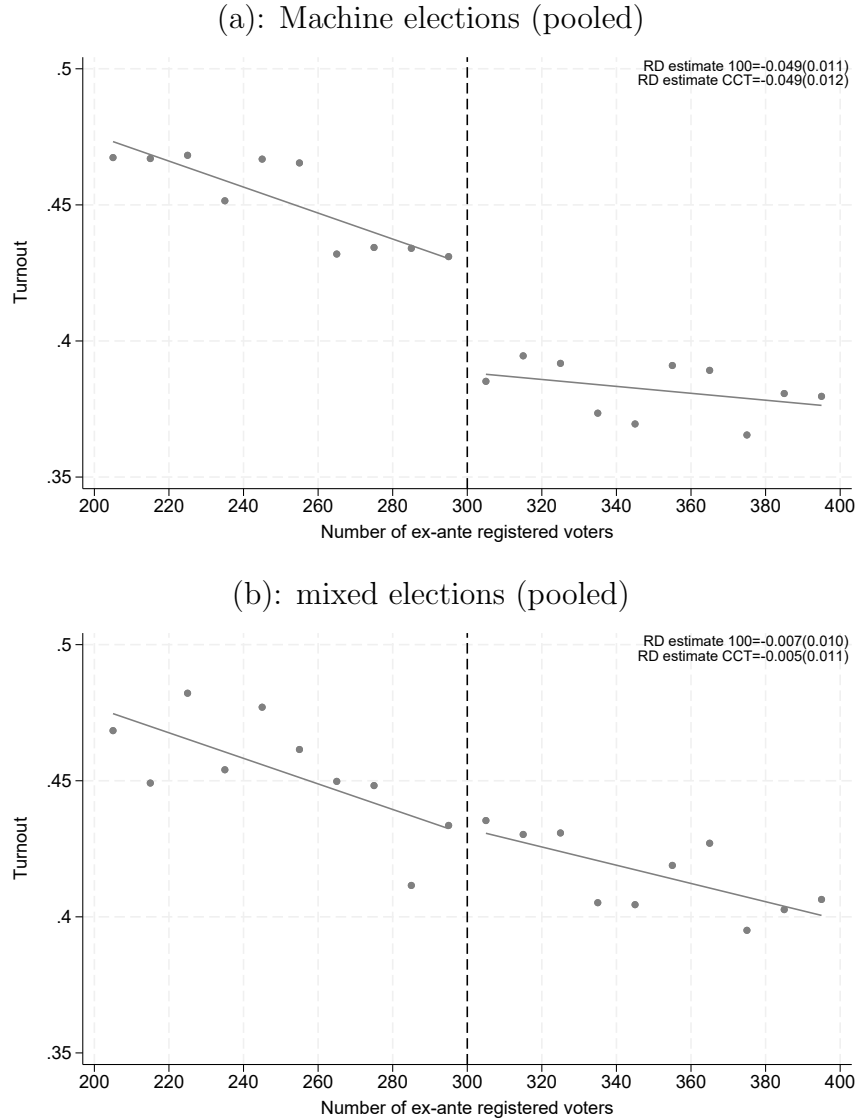 (a): Machine elections (pooled)
RD estimate 100=-0.049(0.011)
RD estimate CCT=-0.049(0.012)
.5
.45
.4
.35
Turnout
200 220 240 260 280 300 320 340 360 380 400
Number of ex-ante registered voters
(b): mixed elections (pooled)
RD estimate 100=-0.007(0.010)
RD estimate CCT=-0.005(0.011)
.5
.45
.4
.35
Turnout
200 220 240 260 280 300 320 340 360 380 400
Number of ex-ante registered voters